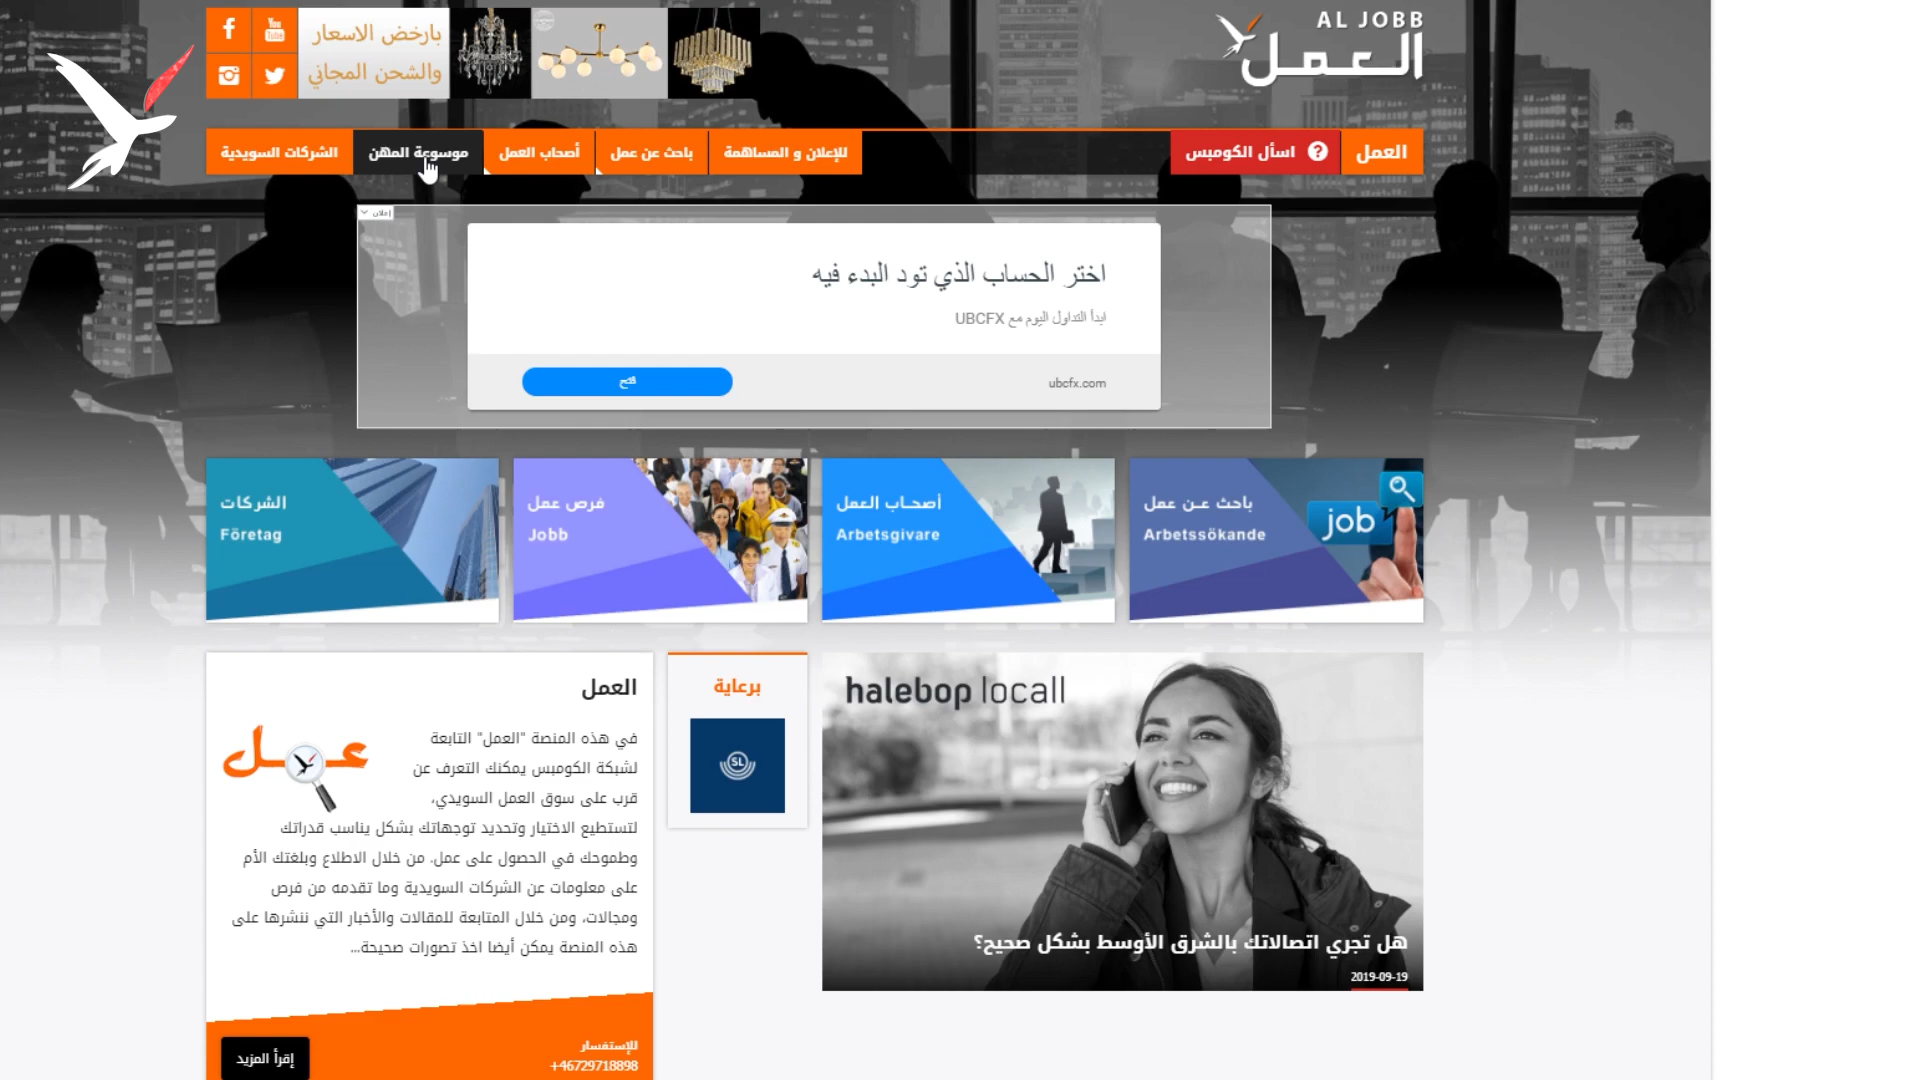 AL JOBB
العمل
You
Tube
بارخض الاسعار
والشحن المجاني
العمل
اسأل الكومبس
للإعلان و المساهمة
باحث عن عمل
أصحاب العمل
موسوعة المهن
الشركات السويدية
إعلان
اختر الحساب الذي تود البدء فيه
ابدأ التداول اليوم مع UBCFX
ubcfx.com
فتح
باحث عن عمل
Arbetssökande
job
أصحاب العمل
Arbetsgivare
فرص عمل
Jobb
الشركات
Företag
halebop locall
هل تجري اتصالاتك بالشرق الأوسط بشكل صحيح؟
2019-09-19
برعاية
SL
العمل
عمل
في هذه المنصة "العمل" التابعة
لشبكة الكومبس يمكنك التعرف عن
قرب على سوق العمل السويدي،
لتستطيع الاختيار وتحديد توجهاتك بشكل يناسب قدراتك
وطموحك في الحصول على عمل. من خلال الاطلاع وبلغتك الأم
على معلومات عن الشركات السويدية وما تقدمه من فرص
ومجالات، ومن خلال المتابعة للمقالات والأخبار التي ننشرها على
هذه المنصة يمكن أيضا اخذ تصورات صحيحة...
للإستفسار
+46729718898
إقرأ المزيد